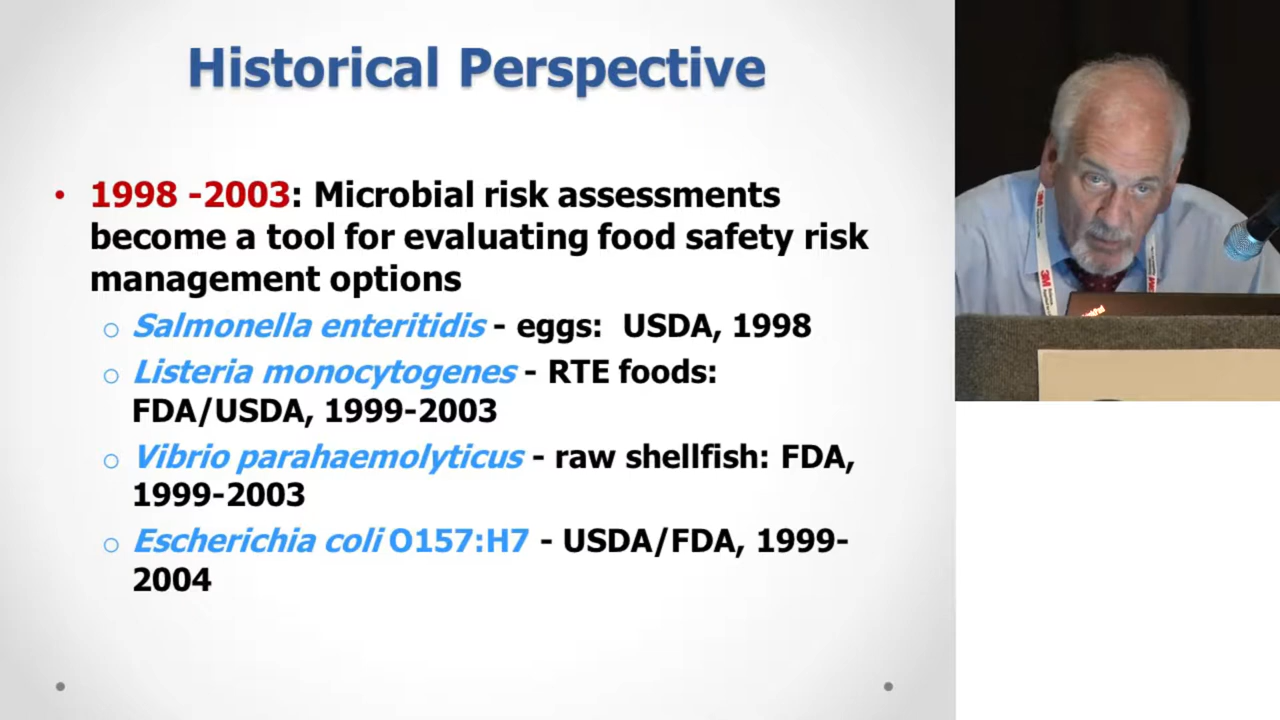 Historical Perspective
• 1998 -2003: Microbial risk assessments
become a tool for evaluating food safety risk
management options
o Salmonella enteritidis - eggs: USDA, 1998
o Listeria monocytogenes - RTE foods:
FDA/USDA, 1999-2003
o Vibrio parahaemolyticus - raw shellfish: FDA,
1999-2003
o Escherichia coli O157:H7 - USDA/FDA, 1999-
2004
3M
3M